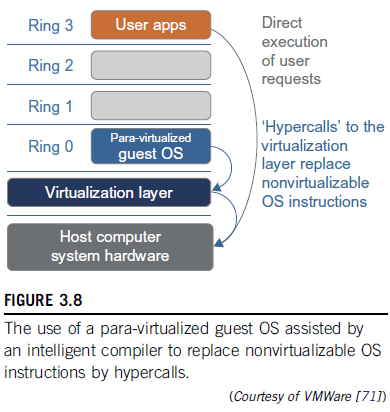 Ring 3
User apps
Ring 2
Ring 1
Ring 0
Para-virtualized
guest OS
Virtualization layer
Host computer
system hardware
Direct
execution
of user
requests
‘Hypercalls’ to the
virtualization
layer replace
nonvirtualizable
OS instructions
FIGURE 3.8
The use of a para-virtualized guest OS assisted by
an intelligent compiler to replace nonvirtualizable OS
instructions by hypercalls.
(Courtesy of VMWare [71])